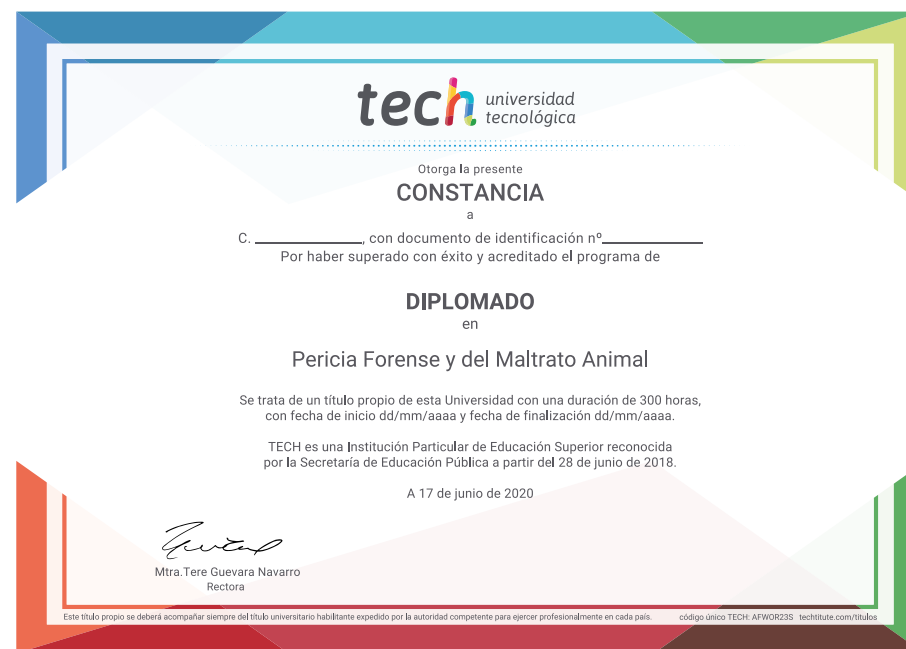 tech universidad
tecnológica
Otorga la presente
CONSTANCIA
a
C. ____________, con documento de identificación nº____________
Por haber superado con éxito y acreditado el programa de
DIPLOMADO
en
Pericia Forense y del Maltrato Animal
Se trata de un título propio de esta Universidad con una duración de 300 horas,
con fecha de inicio dd/mm/aaaa y fecha de finalización dd/mm/aaaa.
TECH es una Institución Particular de Educación Superior reconocida
por la Secretaría de Educación Pública a partir del 28 de junio de 2018.
A 17 de junio de 2020
Mtra.Tere Guevara Navarro
Rectora
Este título propio se deberá acompañar siempre del título universitario habilitante expedido por la autoridad competente para ejercer profesionalmente en cada país. código único TECH: AFWOR23S techtitute.com/titulos